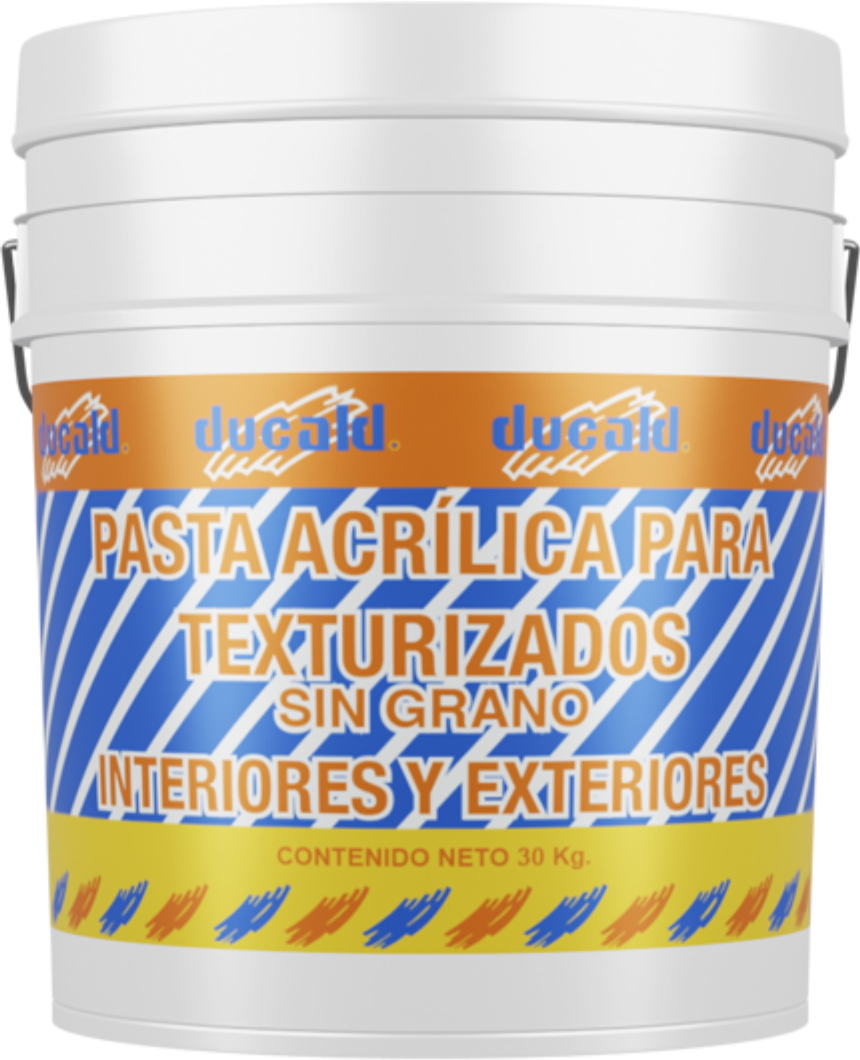 ducald. ducald. ducald. ducald
PASTA ACRÍLICA PARA
TEXTURIZADOS
SIN GRANO
INTERIORES Y EXTERIORES
CONTENIDO NETO 30 Kg.